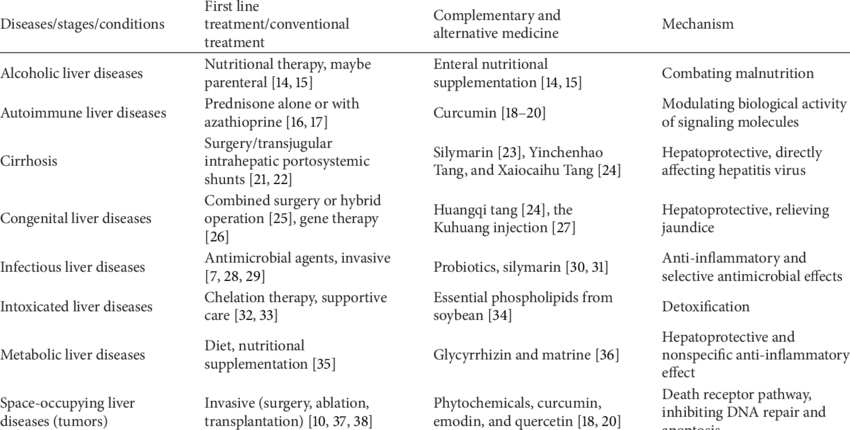 Diseases/stages/conditions
First line
treatment/conventional
treatment
Complementary and
alternative medicine
Mechanism
Alcoholic liver diseases
Nutritional therapy, maybe
parenteral [14, 15]
Enteral nutritional
supplementation [14, 15]
Combating malnutrition
Autoimmune liver diseases
Prednisone alone or with
azathioprine [16, 17]
Curcumin [18–20]
Modulating biological activity
of signaling molecules
Cirrhosis
Surgery/transjugular
intrahepatic portosystemic
shunts [21, 22]
Silymarin [23], Yinchenhao
Tang, and Xaiocaihu Tang [24]
Hepatoprotective, directly
affecting hepatitis virus
Congenital liver diseases
Combined surgery or hybrid
operation [25], gene therapy
[26]
Huangqi tang [24], the
Kuhuang injection [27]
Hepatoprotective, relieving
jaundice
Infectious liver diseases
Antimicrobial agents, invasive
[7, 28, 29]
Probiotics, silymarin [30, 31]
Anti-inflammatory and
selective antimicrobial effects
Intoxicated liver diseases
Chelation therapy, supportive
care [32, 33]
Essential phospholipids from
soybean [34]
Detoxification
Metabolic liver diseases
Diet, nutritional
supplementation [35]
Glycyrrhizin and matrine [36]
Hepatoprotective and
nonspecific anti-inflammatory
effect
Space-occupying liver
diseases (tumors)
Invasive (surgery, ablation,
transplantation) [10, 37, 38]
Phytochemicals, curcumin,
emodin, and quercetin [18, 20]
Death receptor pathway,
inhibiting DNA repair and
apoptosis